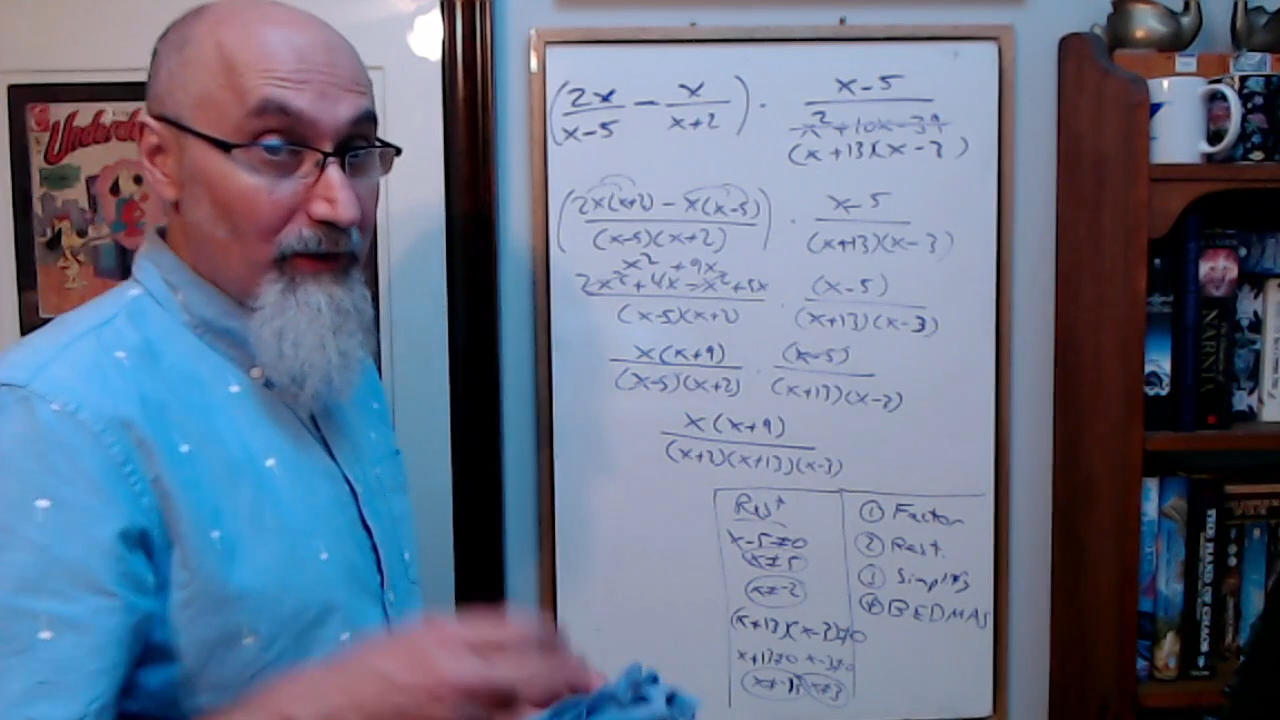 Underdog
(2x/(x-5) - x/(x+2)) · (x-5)/(x²+10x-39)
(x+13)(x-3)
((2x(x+2) - x(x-5))/((x-5)(x+2))) · (x-5)/((x+13)(x-3))
x² +9x
(2x²+4x-x²+5x)/((x-5)(x+2)) · (x-5)/((x+13)(x-3))
(x(x+9))/((x-5)(x+2)) · (x-5)/((x+13)(x-3))
(x(x+9))/((x+2)(x+13)(x-3))
Rest
x-5≠0
x≠5
x≠-2
(x+13)(x-3)≠0
x+13≠0 x-3≠0
x≠-13 x≠3
① Factor
② Rest.
③ Simplify
④ BEDMAS
NARNIA